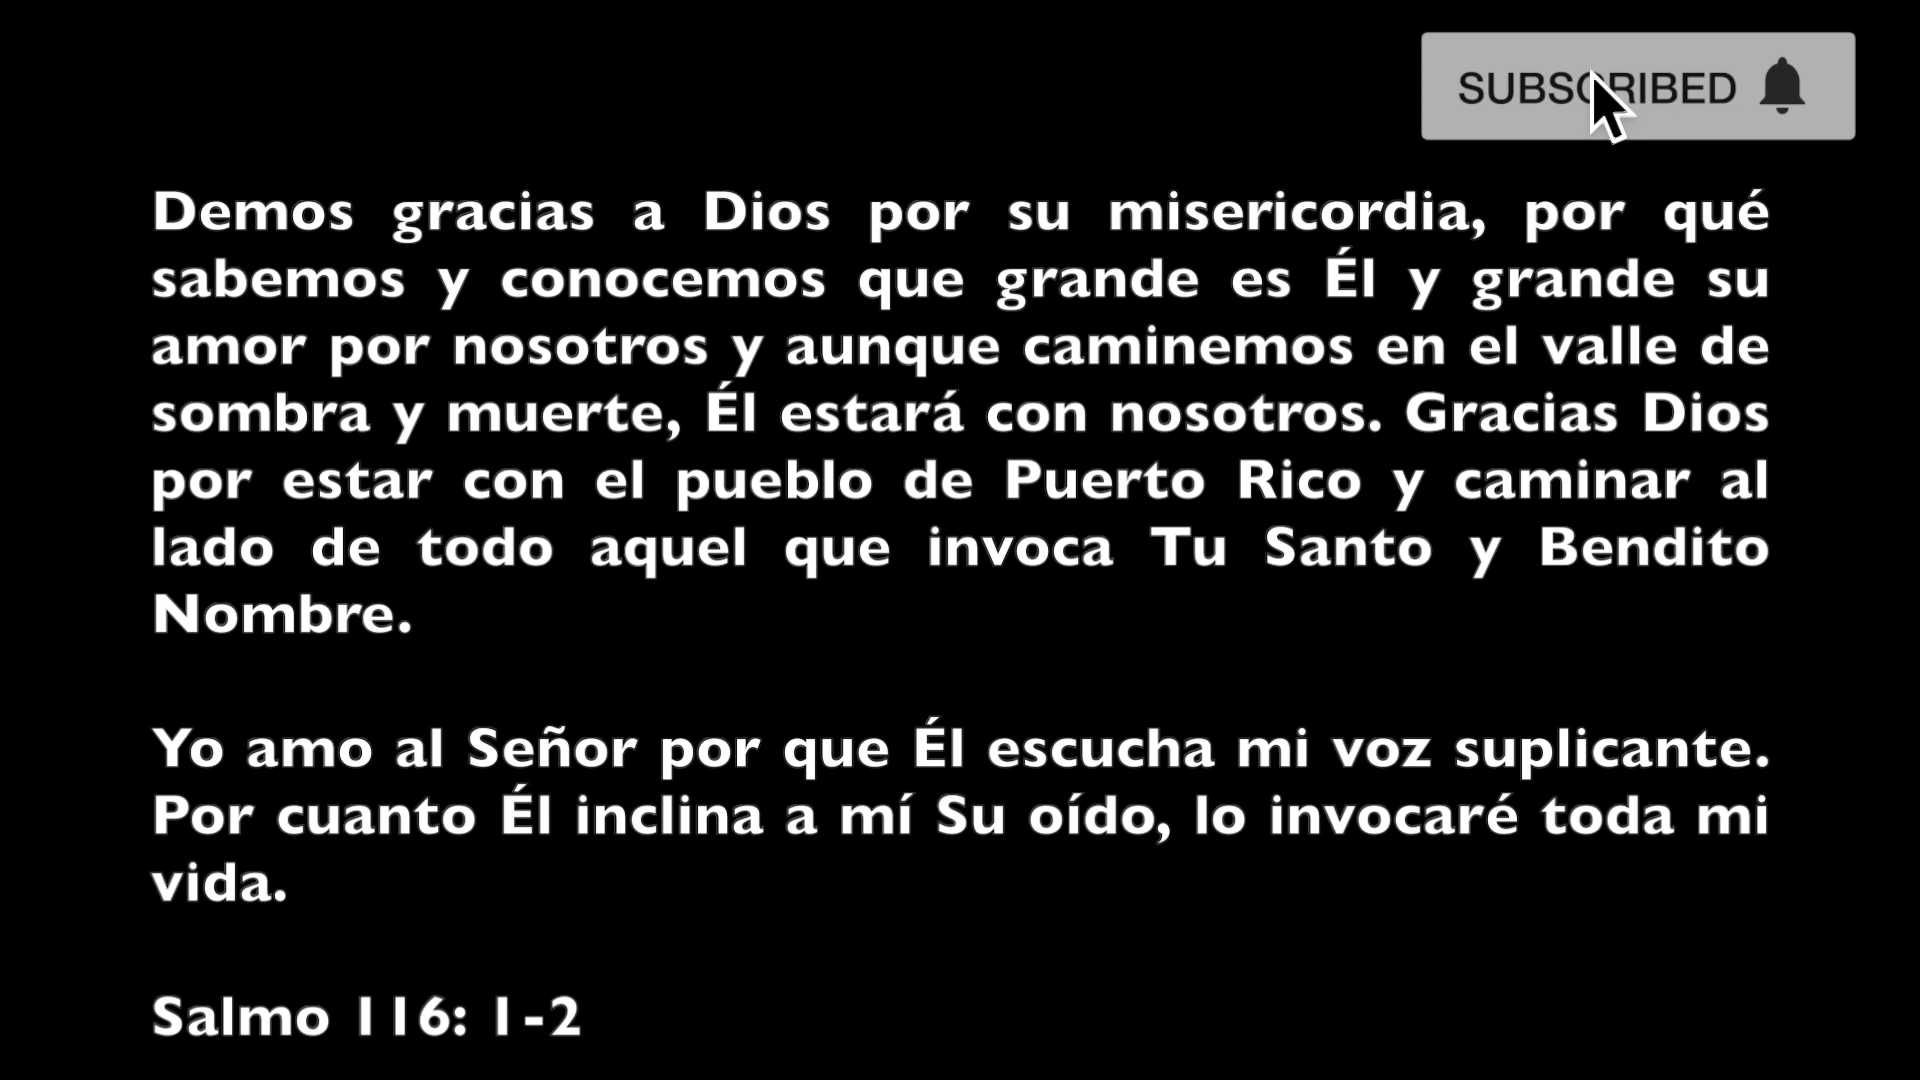 SUBSCRIBED
Demos gracias a Dios por su misericordia, por qué
sabemos y conocemos que grande es Él y grande su
amor por nosotros y aunque caminemos en el valle de
sombra y muerte, Él estará con nosotros. Gracias Dios
por estar con el pueblo de Puerto Rico y caminar al
lado de todo aquel que invoca Tu Santo y Bendito
Nombre.
Yo amo al Señor por que Él escucha mi voz suplicante.
Por cuanto Él inclina a mí Su oído, lo invocaré toda mi
vida.
Salmo 116: 1-2